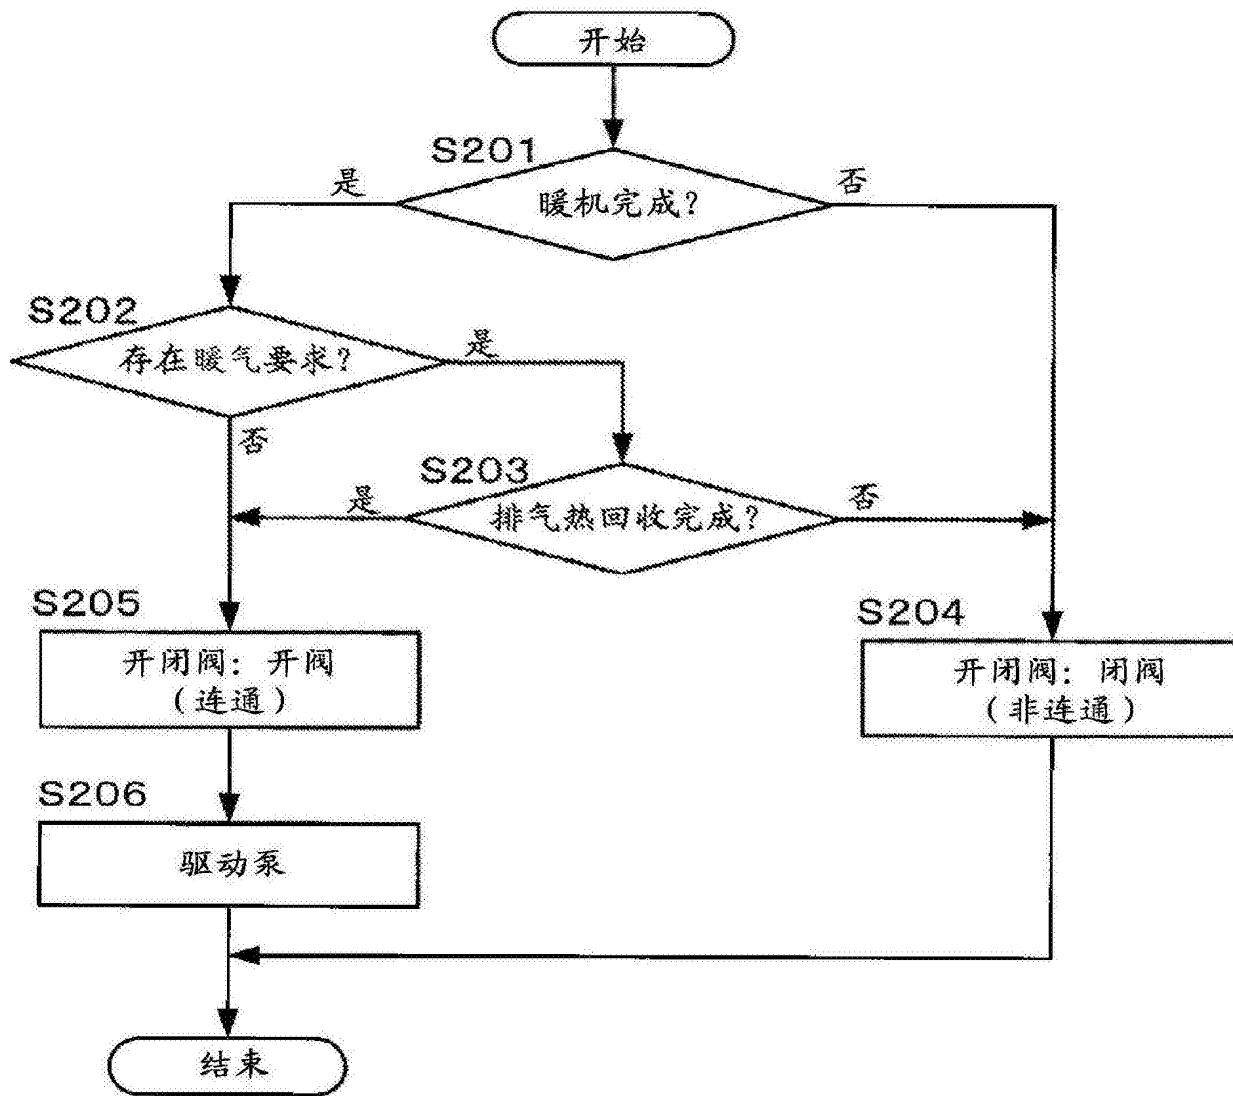 开始
S201
是
暖机完成？
否
S202
存在暖气要求？
是
否
S203
是
排气热回收完成？
否
S205
开闭阀：开阀
（连通）
S204
开闭阀：闭阀
（非连通）
S206
驱动泵
结束